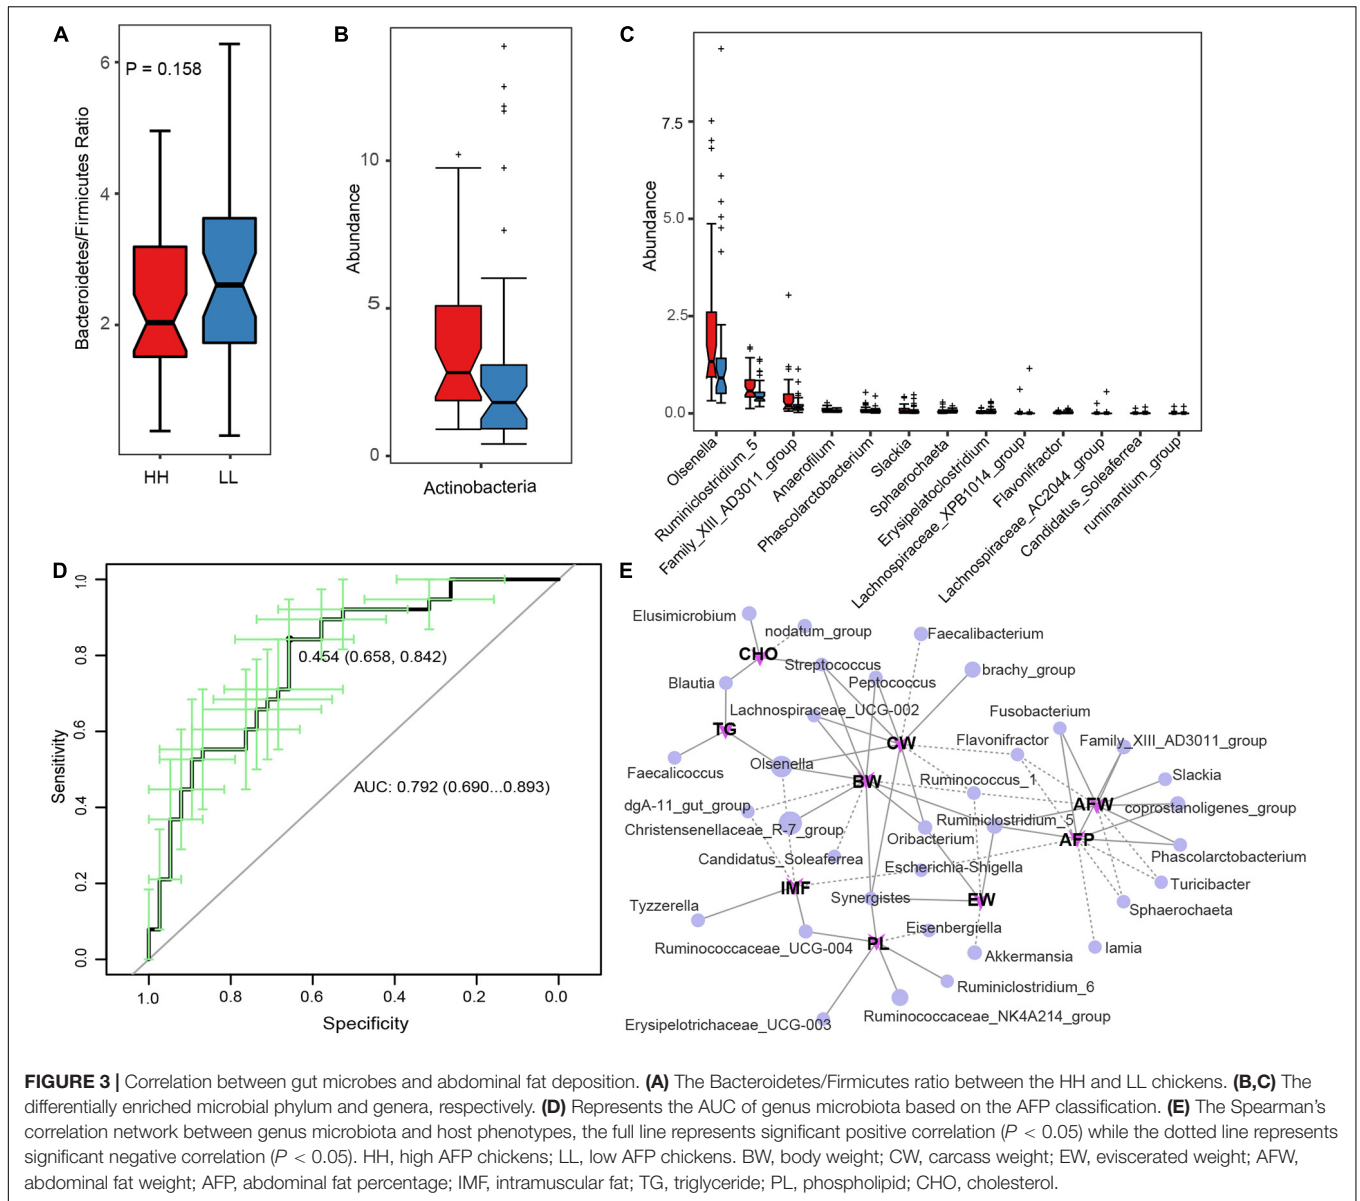 A
B
C
P = 0.158
Bacteroidetes/Firmicutes Ratio
6
4
2
HH
LL
Abundance
10
5
0
Actinobacteria
Abundance
7.5
5.0
2.5
0.0
Olsenella
Ruminiclostridium_5
Family_XIII_AD3011_group
Anaerofilum
Phascolarctobacterium
Slackia
Sphaerochaeta
Erysipelatoclostridium
Lachnospiraceae_XPB1014_group
Flavonifractor
Lachnospiraceae_AC2044_group
Candidatus_Soleaferrea
ruminantium_group
D
Sensitivity
1.0
0.8
0.6
0.4
0.2
0.0
0.454 (0.658, 0.842)
AUC: 0.792 (0.690...0.893)
1.0
0.8
0.6
0.4
0.2
0.0
Specificity
E
Elusimicrobium
nodatum_group
Faecalibacterium
CHO
Streptococcus
brachy_group
Blautia
Peptococcus
Lachnospiraceae_UCG-002
Fusobacterium
TG
CW
Flavonifractor
Family_XIII_AD3011_group
Faecalicoccus
Olsenella
BW
Ruminococcus_1
Slackia
dgA-11_gut_group
AFW
coprostanoligenes_group
Christensenellaceae_R-7_group
Ruminiclostridium_5
Oribacterium
AFP
Candidatus_Soleaferrea
Escherichia-Shigella
Phascolarctobacterium
IMF
Turicibacter
Tyzzerella
Synergistes
EW
Sphaerochaeta
Ruminococcaceae_UCG-004
PL
Eisenbergiella
Akkermansia
Iamia
Ruminiclostridium_6
Erysipelotrichaceae_UCG-003
Ruminococcaceae_NK4A214_group
FIGURE 3 | Correlation between gut microbes and abdominal fat deposition. (A) The Bacteroidetes/Firmicutes ratio between the HH and LL chickens. (B,C) The
differentially enriched microbial phylum and genera, respectively. (D) Represents the AUC of genus microbiota based on the AFP classification. (E) The Spearman's
correlation network between genus microbiota and host phenotypes, the full line represents significant positive correlation (P < 0.05) while the dotted line represents
significant negative correlation (P < 0.05). HH, high AFP chickens; LL, low AFP chickens. BW, body weight; CW, carcass weight; EW, eviscerated weight; AFW,
abdominal fat weight; AFP, abdominal fat percentage; IMF, intramuscular fat; TG, triglyceride; PL, phospholipid; CHO, cholesterol.